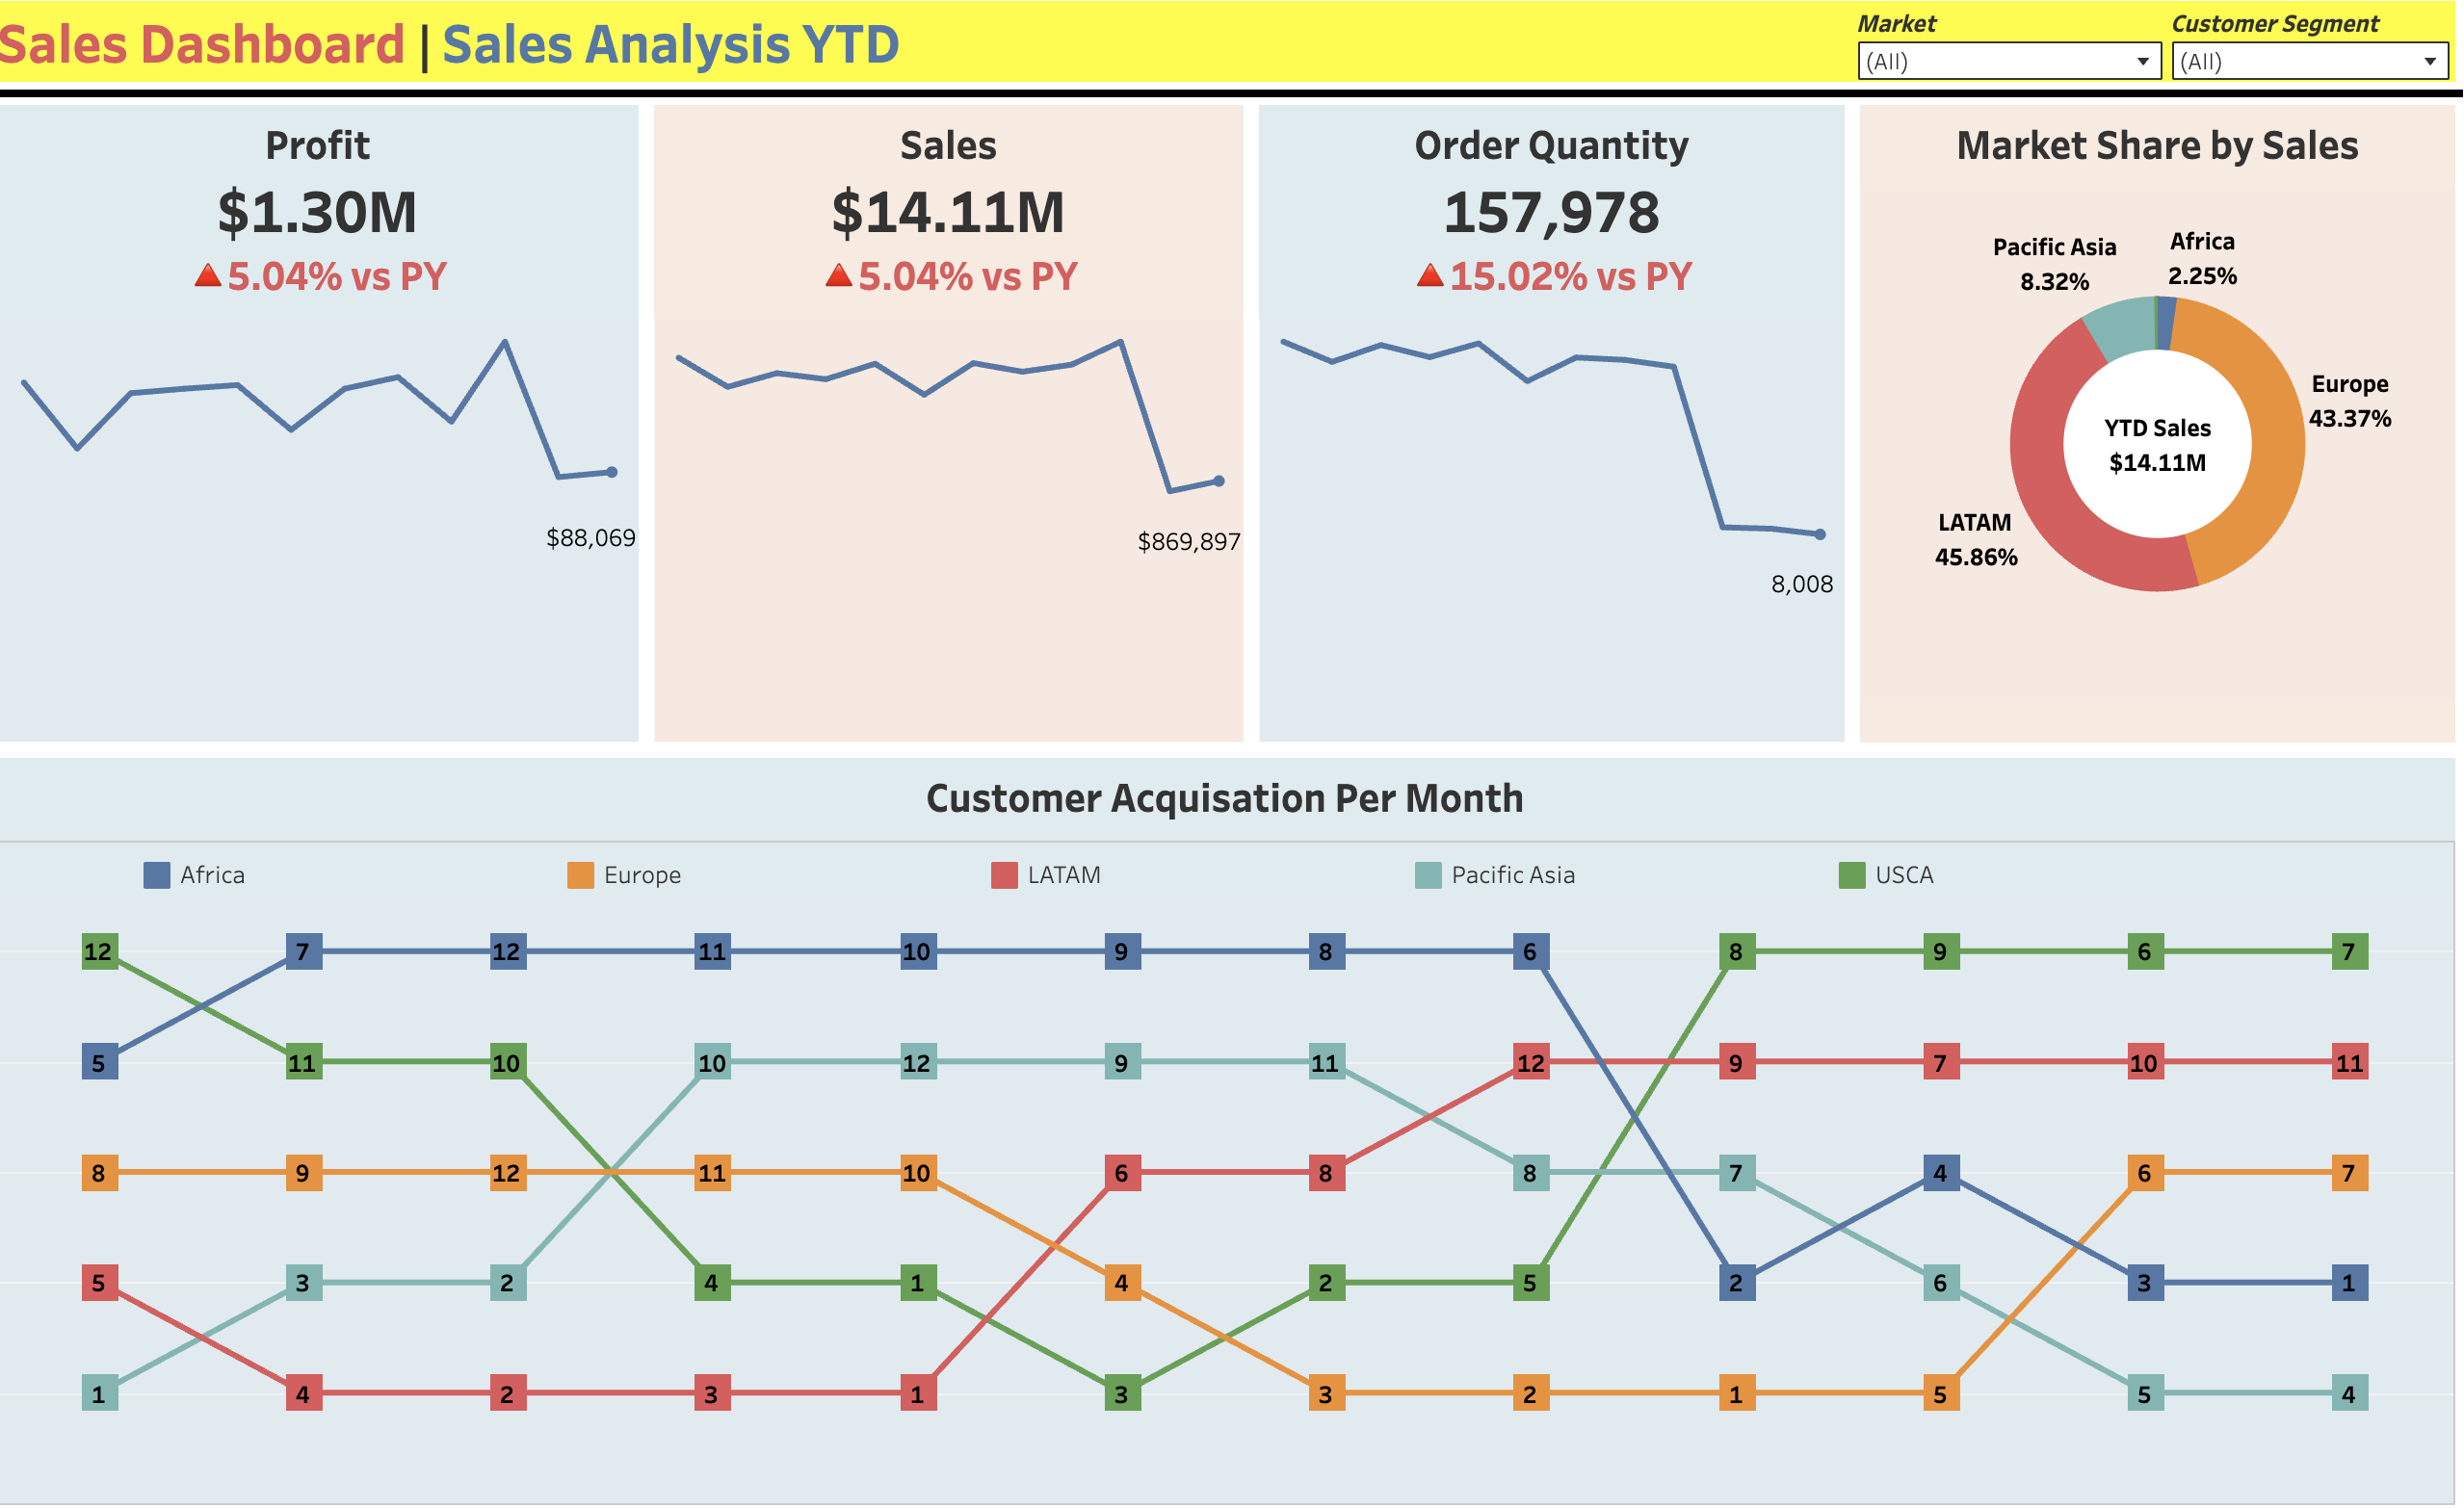 Sales Dashboard | Sales Analysis YTD
Market
Customer Segment
(All)
(All)
Profit
$1.30M
🔺5.04% vs PY
$88,069
Sales
$14.11M
🔺5.04% vs PY
$869,897
Order Quantity
157,978
🔺15.02% vs PY
8,008
Market Share by Sales
Pacific Asia
8.32%
Africa
2.25%
Europe
43.37%
YTD Sales
$14.11M
LATAM
45.86%
Customer Acquisation Per Month
Africa Europe LATAM Pacific Asia USCA
12 7 12 11 10 9 8 6 8 9 6 7
5 11 10 10 12 9 11 12 9 7 10 11
8 9 12 11 10 6 8 8 7 4 6 7
5 3 2 4 1 4 2 5 2 6 3 1
1 4 2 3 1 3 3 2 1 5 5 4